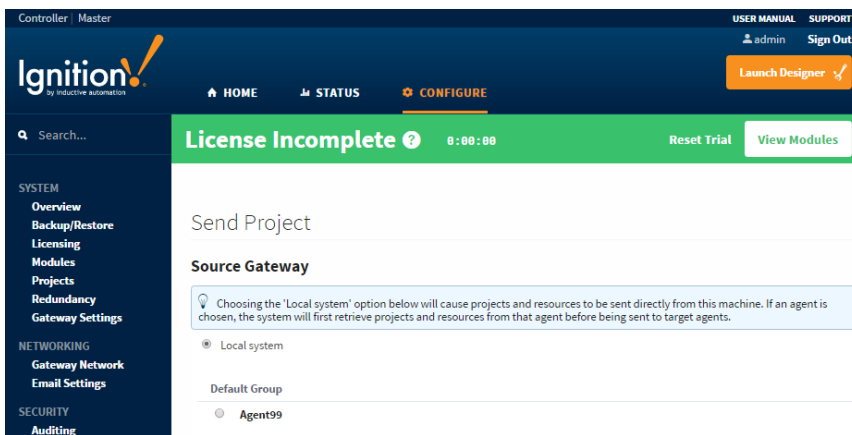 Controller | Master
USER MANUAL SUPPORT
admin Sign Out
Ignition!
by inductive automation
Launch Designer
HOME STATUS CONFIGURE
Search...
License Incomplete ? 0:00:00 Reset Trial View Modules
SYSTEM
Overview
Backup/Restore
Licensing
Modules
Projects
Redundancy
Gateway Settings
NETWORKING
Gateway Network
Email Settings
SECURITY
Auditing
Send Project
Source Gateway
Choosing the 'Local system' option below will cause projects and resources to be sent directly from this machine. If an agent is
chosen, the system will first retrieve projects and resources from that agent before being sent to target agents.
Local system
Default Group
Agent99